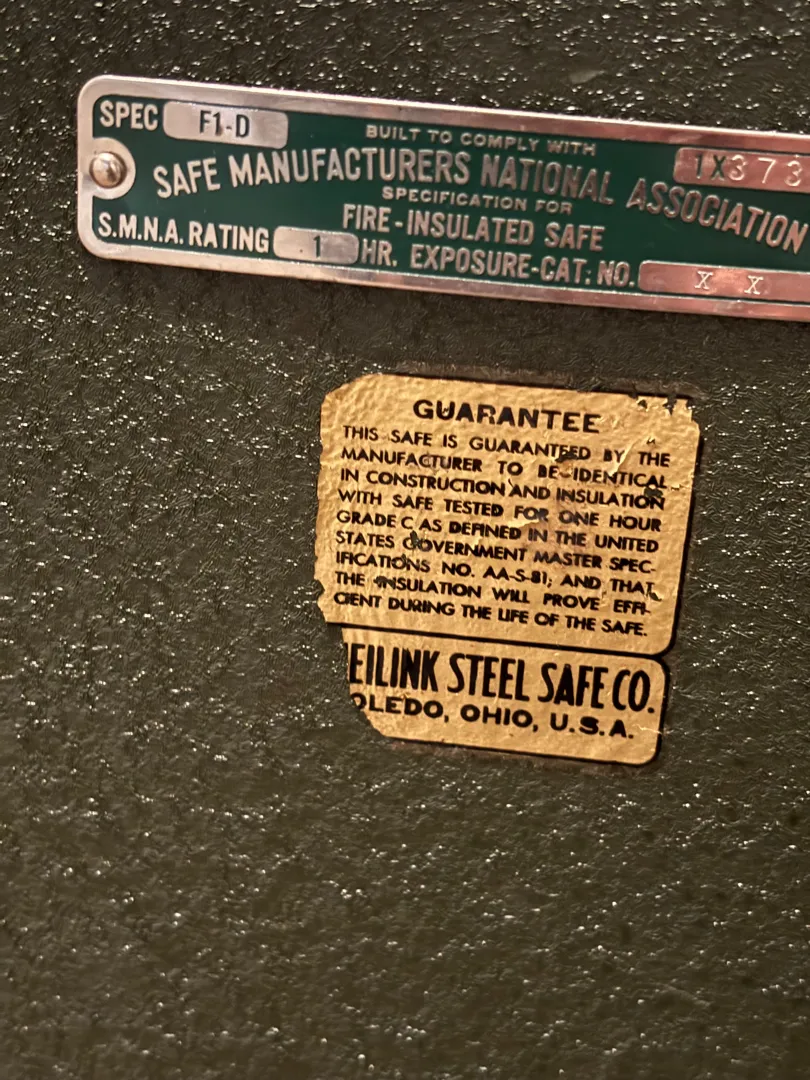 SPEC F1-D
BUILT TO COMPLY WITH
1X373
SAFE MANUFACTURERS NATIONAL ASSOCIATION
SPECIFICATION FOR
FIRE-INSULATED SAFE
S.M.N.A. RATING 1 HR. EXPOSURE-CAT. NO. X X
GUARANTEE
THIS SAFE IS GUARANTEED BY THE
MANUFACTURER TO BE IDENTICAL
IN CONSTRUCTION AND INSULATION
WITH SAFE TESTED FOR ONE HOUR
GRADE C AS DEFINED IN THE UNITED
STATES GOVERNMENT MASTER SPEC-
IFICATIONS NO. AA-S-81; AND THAT
THE INSULATION WILL PROVE EFFI-
CIENT DURING THE LIFE OF THE SAFE.
EILINK STEEL SAFE CO.
OLEDO, OHIO, U.S.A.